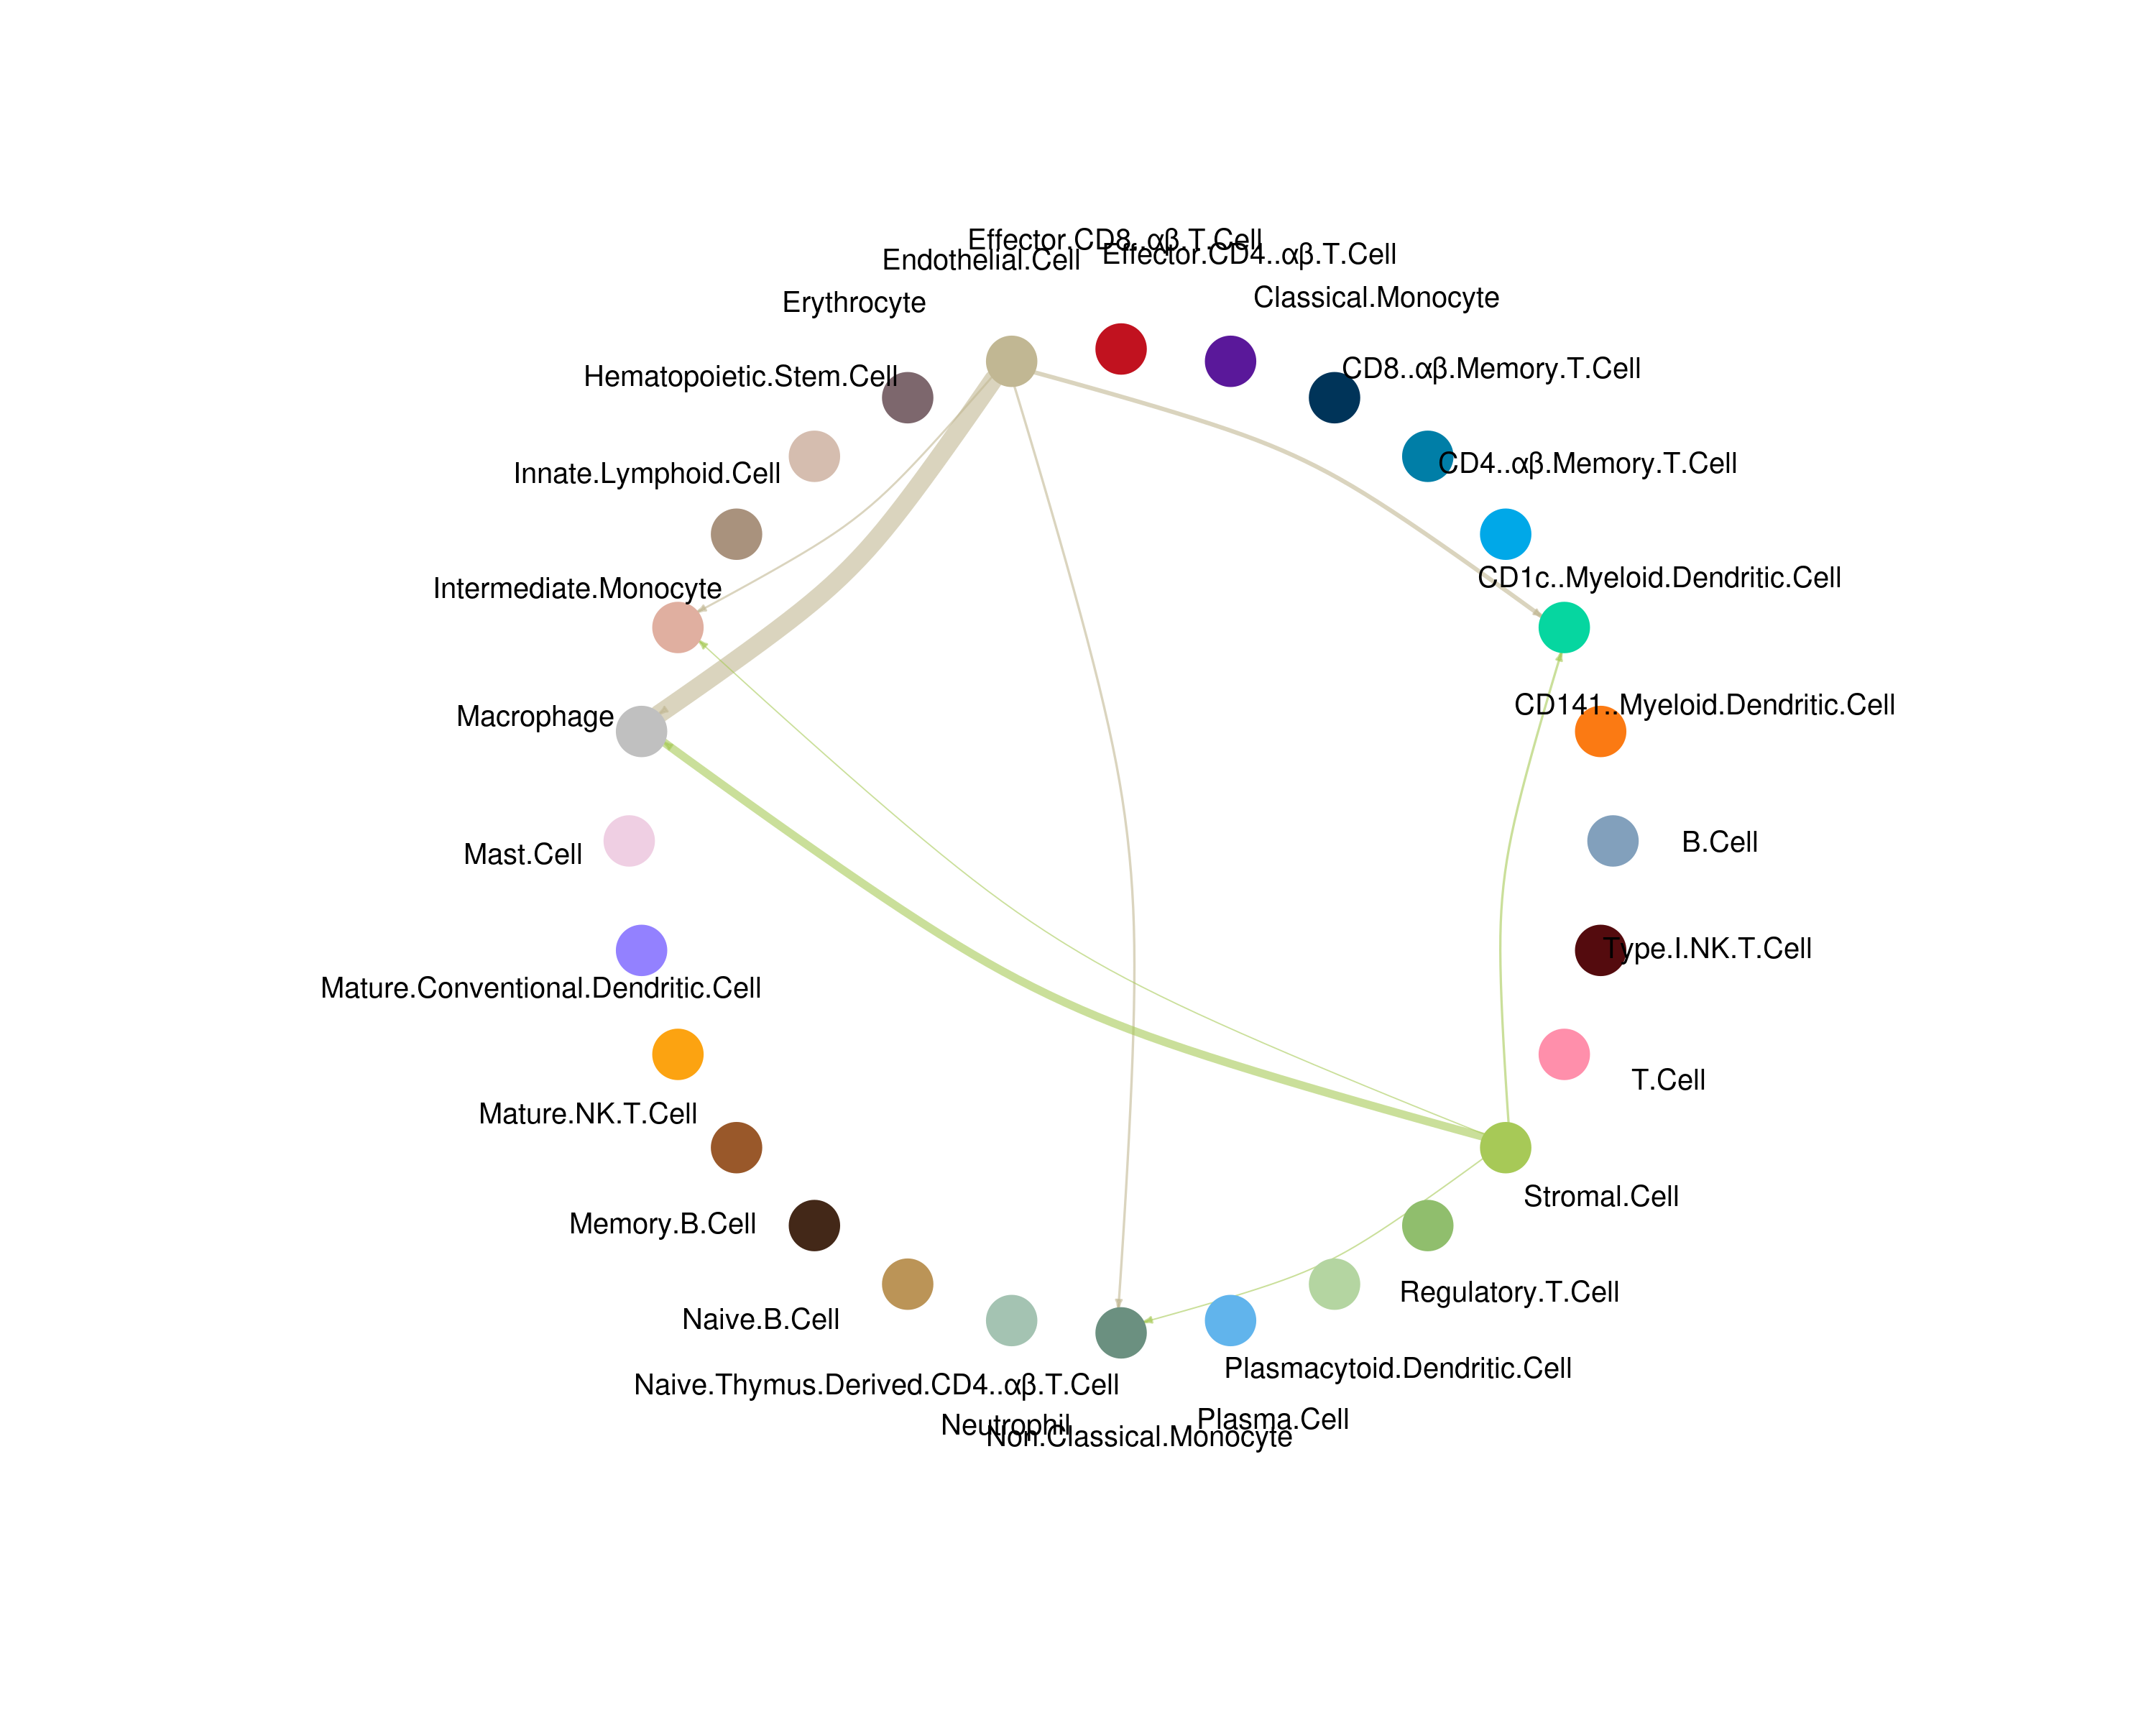 Effector.CD8..αβ.T.Cell
Effector.CD4..αβ.T.Cell
Endothelial.Cell
Classical.Monocyte
Erythrocyte
CD8..αβ.Memory.T.Cell
Hematopoietic.Stem.Cell
CD4..αβ.Memory.T.Cell
Innate.Lymphoid.Cell
CD1c..Myeloid.Dendritic.Cell
Intermediate.Monocyte
CD141..Myeloid.Dendritic.Cell
Macrophage
B.Cell
Mast.Cell
Type.I.NK.T.Cell
Mature.Conventional.Dendritic.Cell
T.Cell
Mature.NK.T.Cell
Stromal.Cell
Memory.B.Cell
Regulatory.T.Cell
Naive.B.Cell
Plasmacytoid.Dendritic.Cell
Naive.Thymus.Derived.CD4..αβ.T.Cell
Plasma.Cell
Neutrophil
Non.Classical.Monocyte